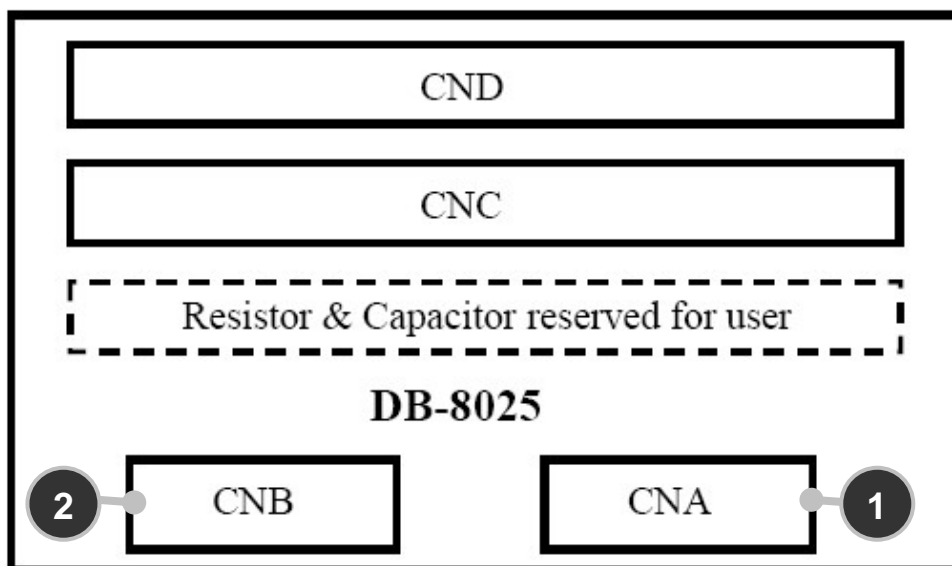 CND
CNC
Resistor & Capacitor reserved for user
DB-8025
2 CNB CNA 1